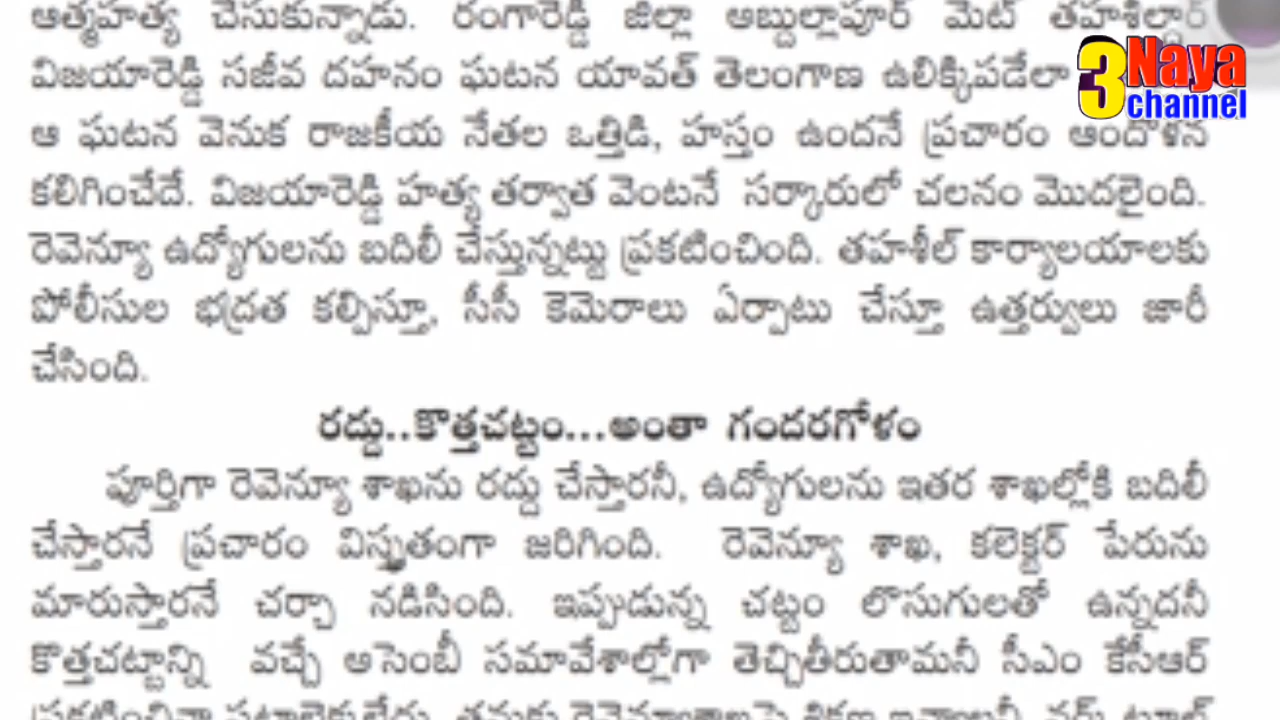 ఆత్మహత్య చేసుకున్నాడు. రంగారెడ్డి జిల్లా అబ్దుల్లాపూర్ మెట్ తహశీల్దార్
విజయారెడ్డి సజీవ దహనం ఘటన యావత్ తెలంగాణ ఉలిక్కిపడేలా
3 Naya
channel
ఆ ఘటన వెనుక రాజకీయ నేతల ఒత్తిడి, హస్తం ఉందనే ప్రచారం ఆందోళన
కలిగించేదే. విజయారెడ్డి హత్య తర్వాత వెంటనే సర్కారులో చలనం మొదలైంది.
రెవెన్యూ ఉద్యోగులను బదిలీ చేస్తున్నట్టు ప్రకటించింది. తహశీల్ కార్యాలయాలకు
పోలీసుల భద్రత కల్పిస్తూ, సీసీ కెమెరాలు ఏర్పాటు చేస్తూ ఉత్తర్వులు జారీ
చేసింది.
రద్దు..కొత్తచట్టం...అంతా గందరగోళం
పూర్తిగా రెవెన్యూ శాఖను రద్దు చేస్తారనీ, ఉద్యోగులను ఇతర శాఖల్లోకి బదిలీ
చేస్తారనే ప్రచారం విస్తృతంగా జరిగింది. రెవెన్యూ శాఖ, కలెక్టర్ పేరును
మారుస్తారనే చర్చా నడిసింది. ఇప్పుడున్న చట్టం లొసుగులతో ఉన్నదనీ
కొత్తచట్టాన్ని వచ్చే అసెంబీ సమావేశాల్లోగా తెచ్చితీరుతామనీ సీఎం కేసీఆర్